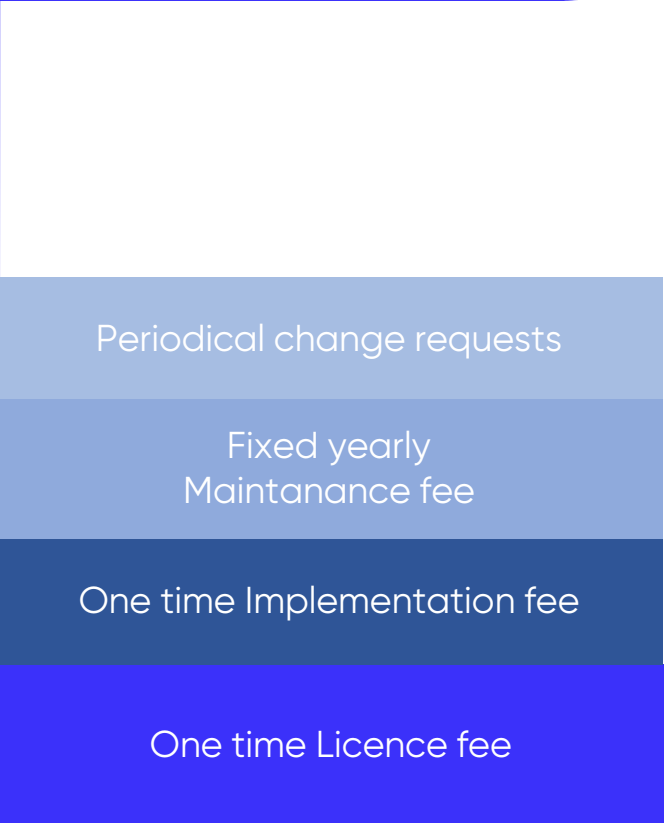 Periodical change requests
Fixed yearly
Maintanance fee
One time Implementation fee
One time Licence fee